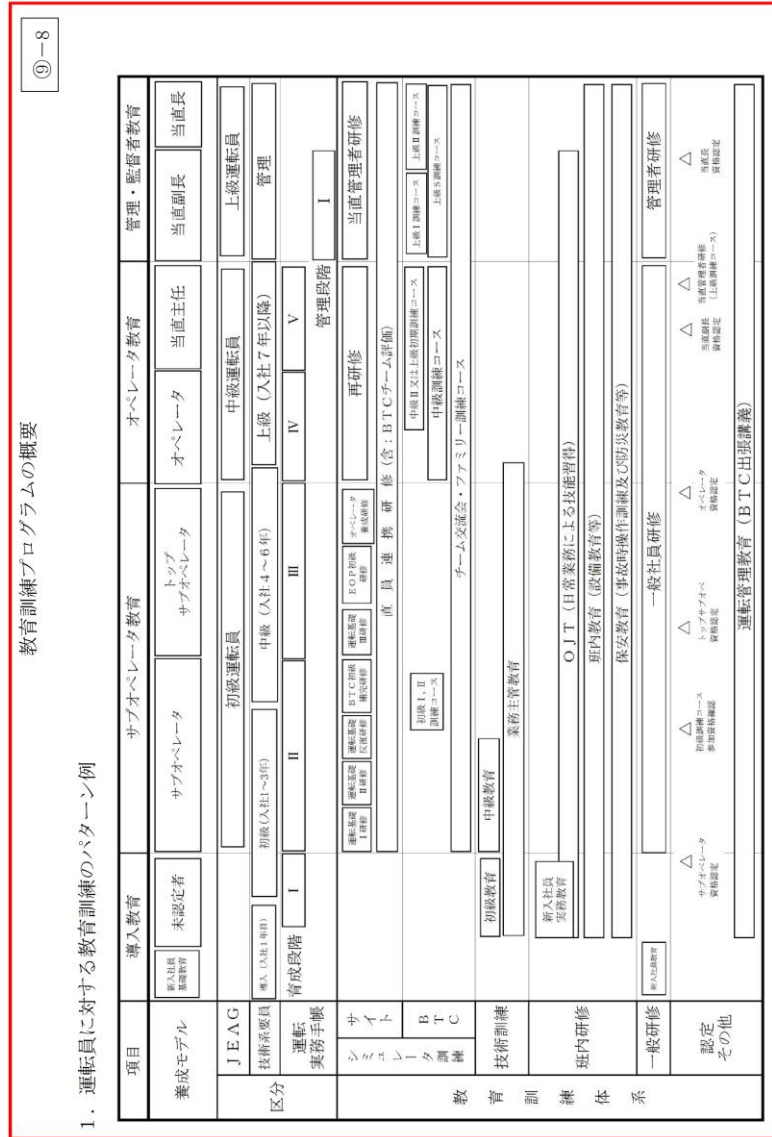 ⑨－8
教育訓練プログラムの概要
1．運転員に対する教育訓練のパターン例
項目
導入教育
サブオペレータ教育
オペレータ教育
管理・監督者教育
養成モデル
新入社員
基礎教育
未認定者
サブオペレータ
トップ
サブオペレータ
オペレータ
当直主任
当直副長
当直長
区分
JEAG
初級運転員
中級運転員
上級運転員
技術系要員
導入（入社1年目）
初級（入社1～3年）
中級（入社4～6年）
上級（入社7年以降）
管理
運転
実務手帳
育成段階
I
II
III
IV
V
管理段階
I
教育訓練体系
シミュレータ訓練
サイト
運転基礎
I研修
運転基礎
II研修
運転基礎
反復研修
BTC初級
補完研修
運転基礎
III研修
EOP初級
研修
オペレータ
養成研修
再研修
当直管理者研修
直員連携研修（含：BTCチーム評価）
BTC
初級I，II
訓練コース
中級II又は上級初期訓練コース
上級I訓練コース
上級II訓練コース
中級訓練コース
上級S訓練コース
チーム交流会・ファミリー訓練コース
技術訓練
初級教育
中級教育
業務主管教育
班内研修
新入社員
実務教育
OJT（日常業務による技能習得）
班内教育（設備教育等）
保安教育（事故時操作訓練及び防災教育等）
一般研修
新入社員教育
一般社員研修
管理者研修
認定
その他
△
サブオペレータ
資格認定
△
初級訓練コース
参加資格確認
△
トップサブオペ
資格認定
△
オペレータ
資格認定
△
当直副長
資格認定
△
当直管理者研修
（上級訓練コース）
△
当直長
資格認定
運転管理教育（BTC出張講義）